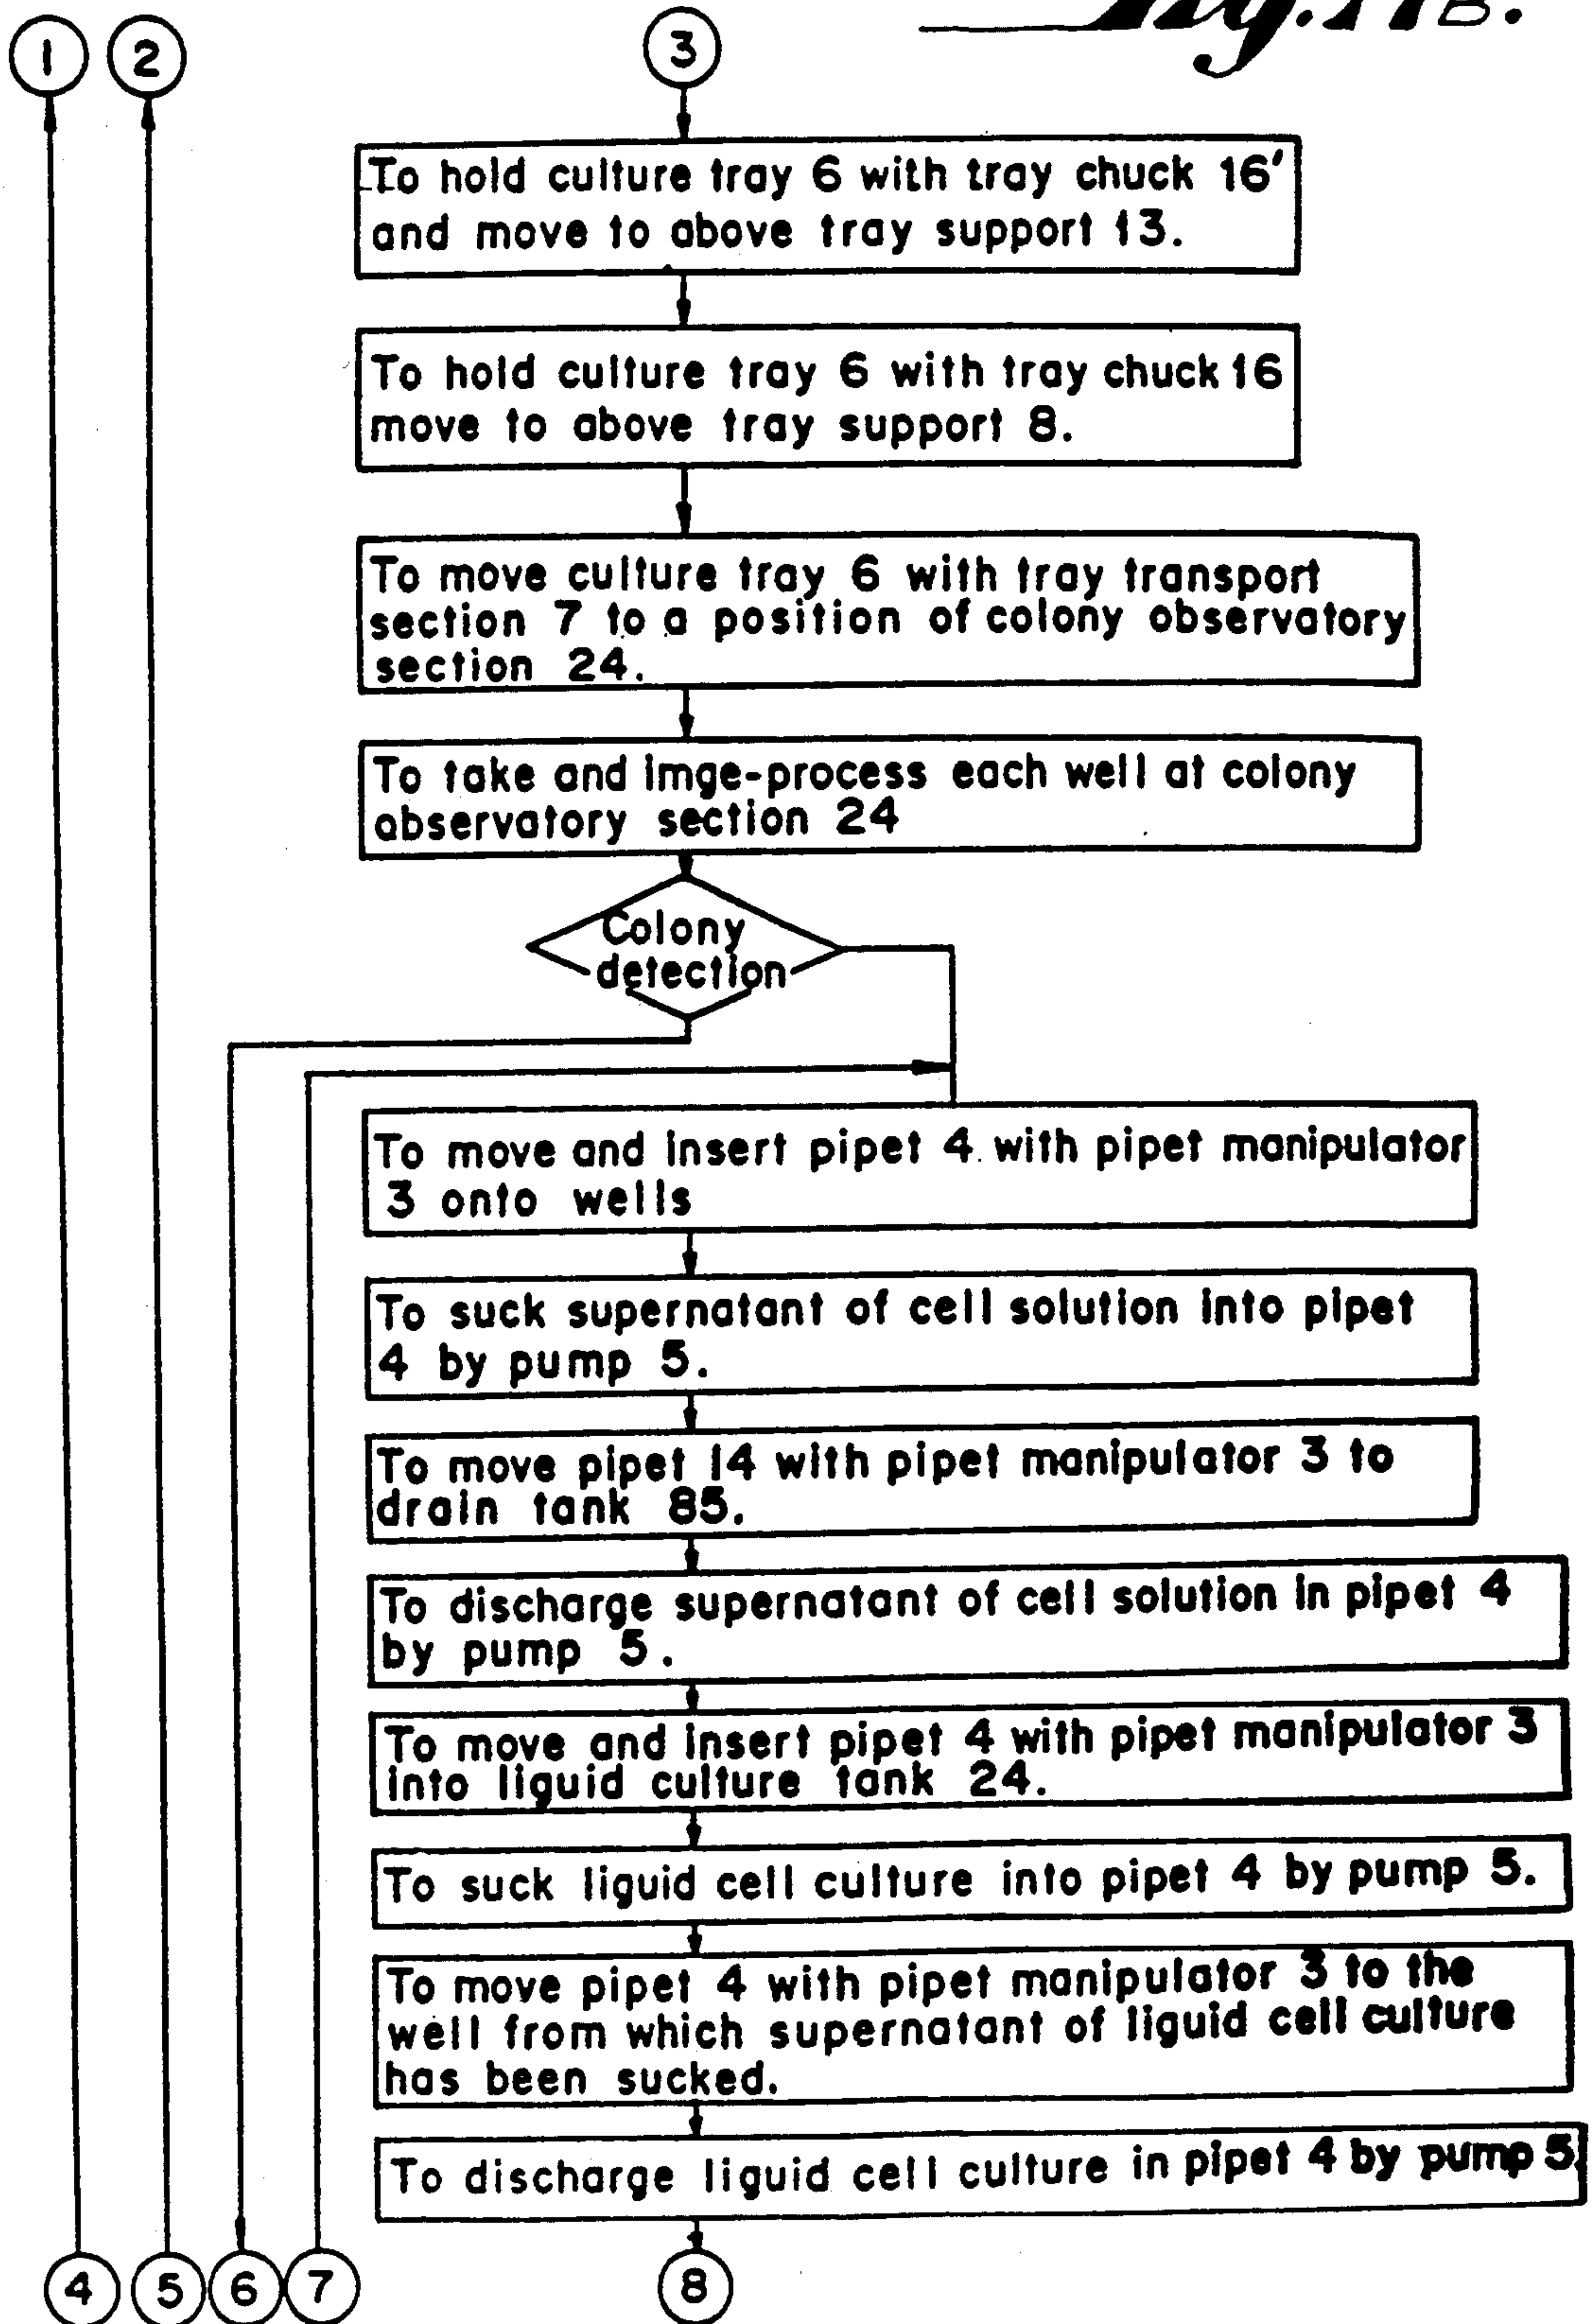 Fig. 11B.
1 2 3
To hold culture tray 6 with tray chuck 16'
and move to above tray support 13.
To hold culture tray 6 with tray chuck 16
move to above tray support 8.
To move culture tray 6 with tray transport
section 7 to a position of colony observatory
section 24.
To take and imge-process each well at colony
observatory section 24
Colony
detection
To move and insert pipet 4 with pipet manipulator
3 onto wells
To suck supernatant of cell solution into pipet
4 by pump 5.
To move pipet 14 with pipet manipulator 3 to
drain tank 85.
To discharge supernatant of cell solution in pipet 4
by pump 5.
To move and insert pipet 4 with pipet manipulator 3
into liguid culture tank 24.
To suck liguid cell culture into pipet 4 by pump 5.
To move pipet 4 with pipet manipulator 3 to the
well from which supernatant of liguid cell culture
has been sucked.
To discharge liguid cell culture in pipet 4 by pump 5.
4 5 6 7 8